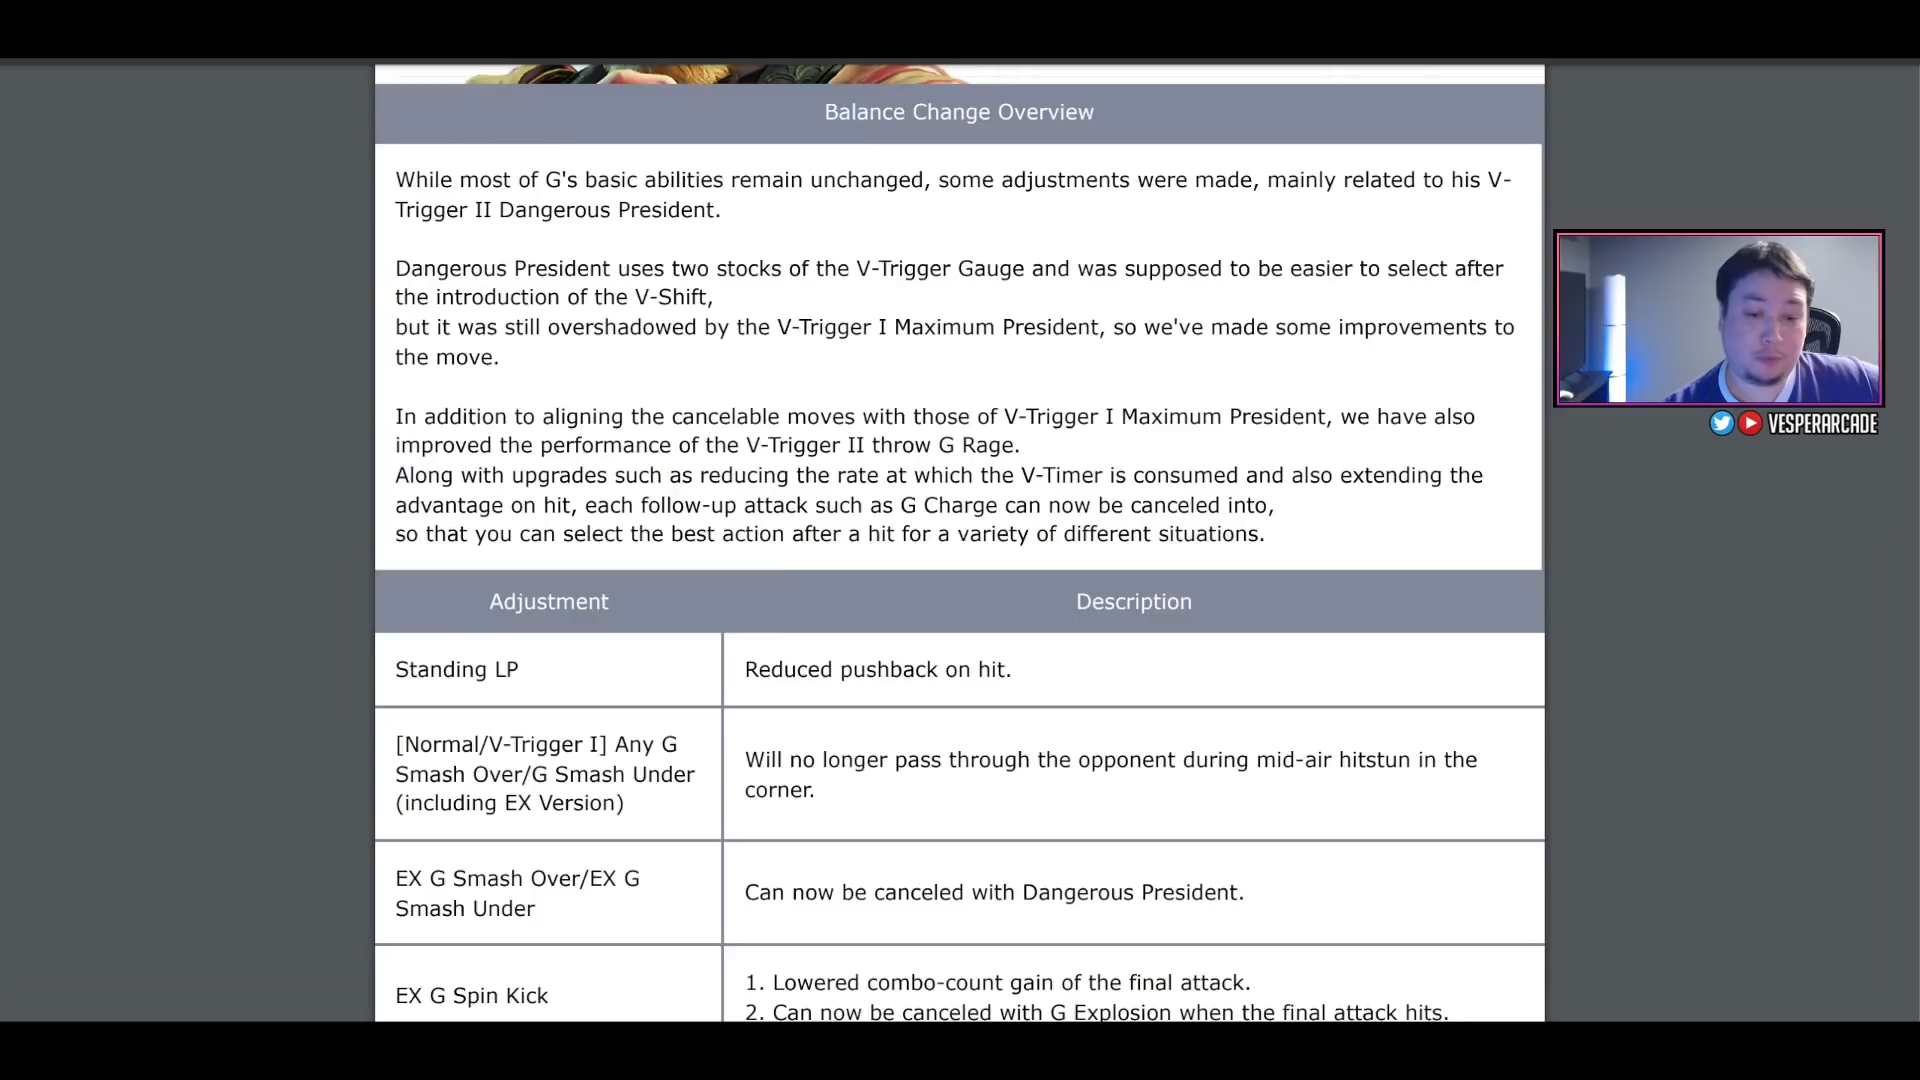 Balance Change Overview
While most of G's basic abilities remain unchanged, some adjustments were made, mainly related to his V-
Trigger II Dangerous President.
Dangerous President uses two stocks of the V-Trigger Gauge and was supposed to be easier to select after
the introduction of the V-Shift,
but it was still overshadowed by the V-Trigger I Maximum President, so we've made some improvements to
the move.
In addition to aligning the cancelable moves with those of V-Trigger I Maximum President, we have also
improved the performance of the V-Trigger II throw G Rage.
Along with upgrades such as reducing the rate at which the V-Timer is consumed and also extending the
advantage on hit, each follow-up attack such as G Charge can now be canceled into,
so that you can select the best action after a hit for a variety of different situations.
Adjustment
Description
Standing LP
Reduced pushback on hit.
[Normal/V-Trigger I] Any G
Smash Over/G Smash Under
(including EX Version)
Will no longer pass through the opponent during mid-air hitstun in the
corner.
EX G Smash Over/EX G
Smash Under
Can now be canceled with Dangerous President.
EX G Spin Kick
1. Lowered combo-count gain of the final attack.
2. Can now be canceled with G Explosion when the final attack hits.
VESPERARCADE